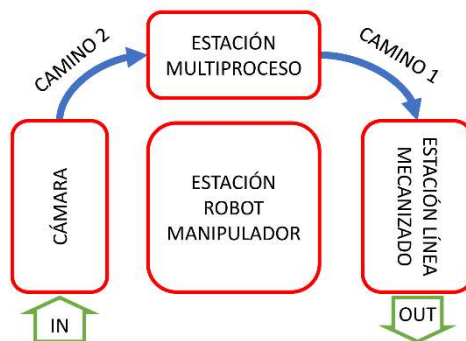 CAMINO 2
ESTACIÓN
MULTIPROCESO
CAMINO 1
CÁMARA
ESTACIÓN
ROBOT
MANIPULADOR
ESTACIÓN LÍNEA
MECANIZADO
IN
OUT